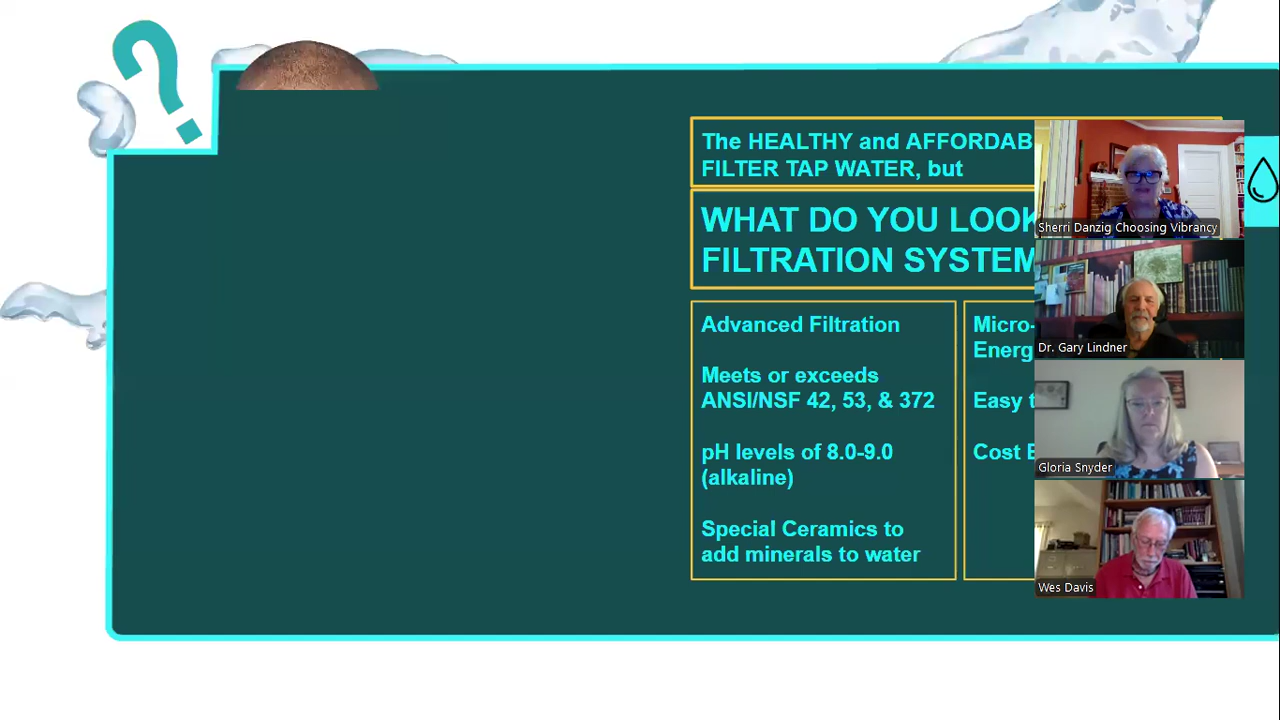 ?
The HEALTHY and AFFORDAB
FILTER TAP WATER, but
WHAT DO YOU LOOK
FILTRATION SYSTEM
Advanced Filtration
Meets or exceeds
ANSI/NSF 42, 53, & 372
pH levels of 8.0-9.0
(alkaline)
Special Ceramics to
add minerals to water
Micro-
Energ
Easy t
Cost E
Sherri Danzig Choosing Vibrancy
Dr. Gary Lindner
Gloria Snyder
Wes Davis